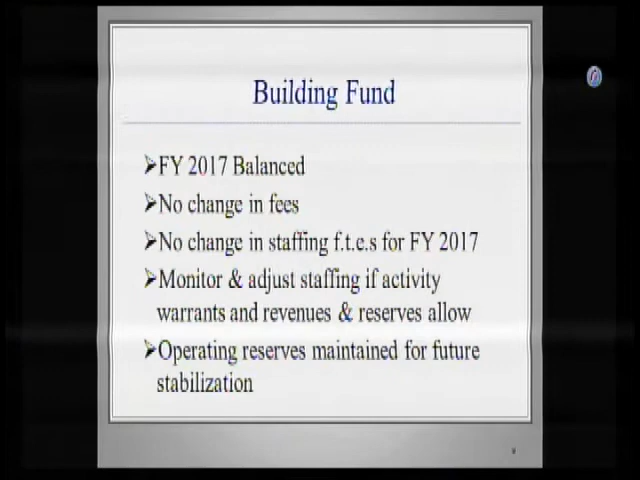 Building Fund
➢FY 2017 Balanced
➢No change in fees
➢No change in staffing f.t.e.s for FY 2017
➢Monitor & adjust staffing if activity
warrants and revenues & reserves allow
➢Operating reserves maintained for future
stabilization